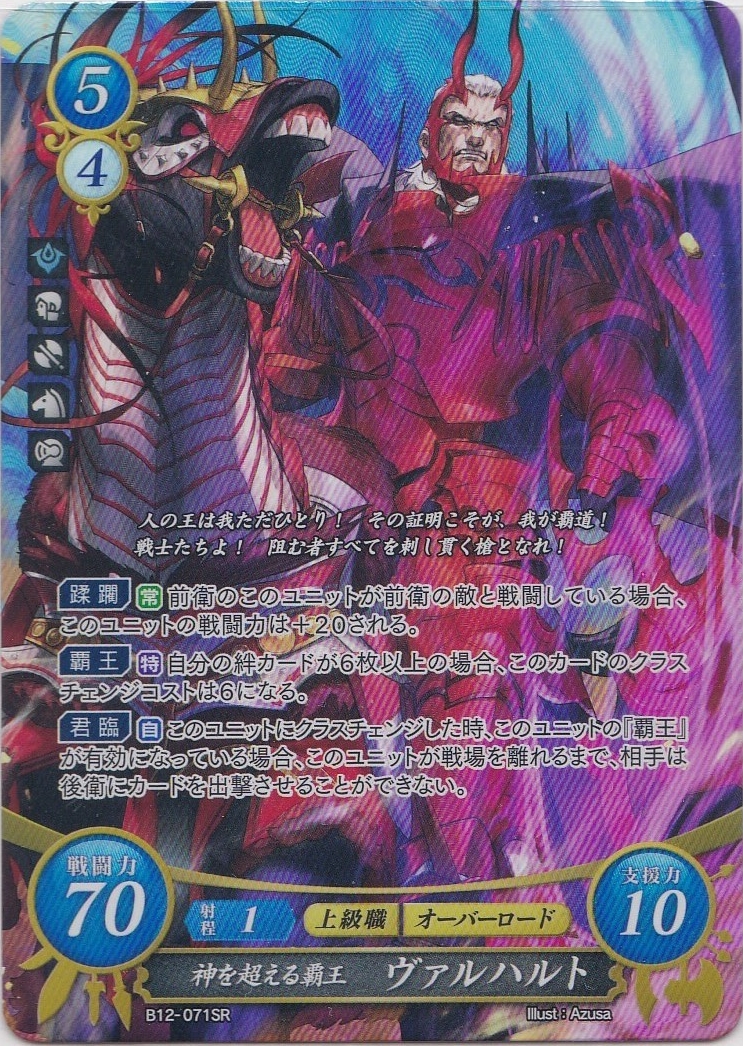 5
4
人の王は我ただひとり! その証明こそが、我が覇道!
戦士たちよ! 阻む者すべてを刺し貫く槍となれ!
蹂躙 常 前衛のこのユニットが前衛の敵と戦闘している場合、
このユニットの戦闘力は+20される。
覇王 特 自分の絆カードが6枚以上の場合、このカードのクラス
チェンジコストは6になる。
君臨 自 このユニットにクラスチェンジした時、このユニットの『覇王』
が有効になっている場合、このユニットが戦場を離れるまで、相手は
後衛にカードを出撃させることができない。
戦闘力
70
射程 1
上級職 オーバーロード
支援力
10
神を超える覇王 ヴァルハルト
B12-071SR
Illust:Azusa